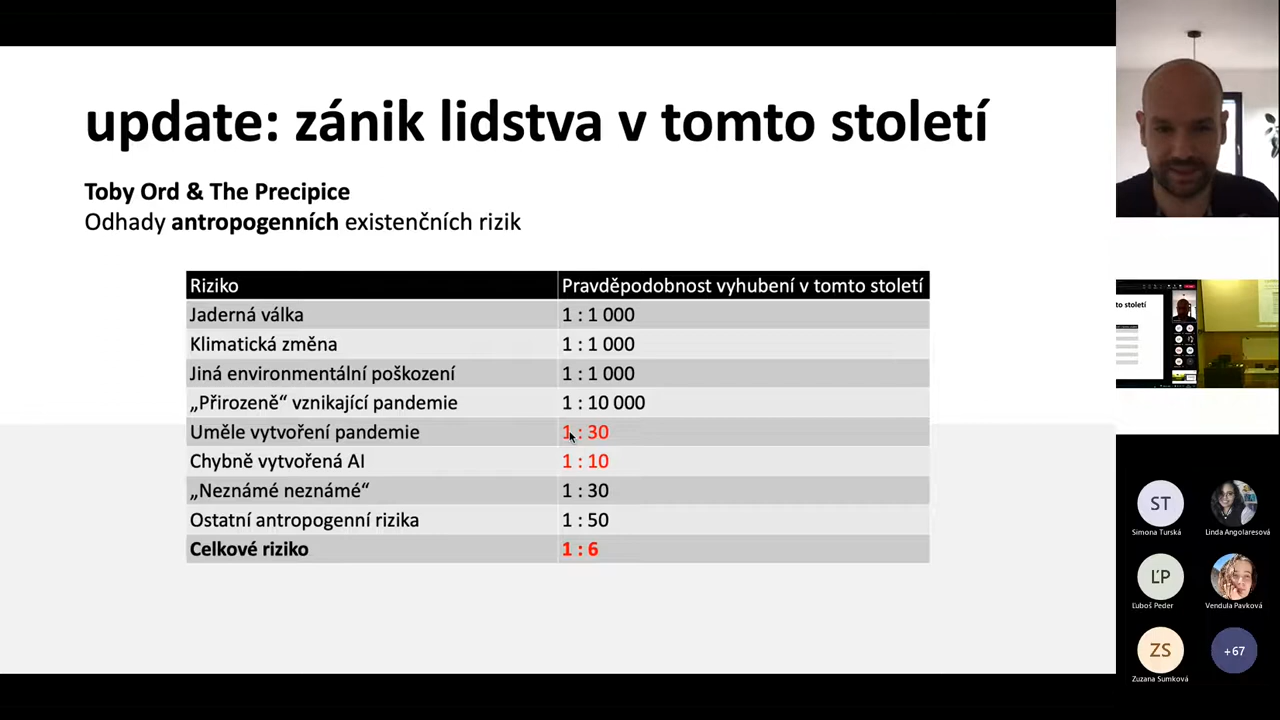 update: zánik lidstva v tomto století
Toby Ord & The Precipice
Odhady antropogenních existenčních rizik
Riziko Pravděpodobnost vyhubení v tomto století
Jaderná válka 1 : 1 000
Klimatická změna 1 : 1 000
Jiná environmentální poškození 1 : 1 000
„Přirozeně“ vznikající pandemie 1 : 10 000
Uměle vytvoření pandemie 1 : 30
Chybně vytvořená AI 1 : 10
„Neznámé neznámé“ 1 : 30
Ostatní antropogenní rizika 1 : 50
Celkové riziko 1 : 6
to století
ST
Simona Turská Linda Angolaresová
ĽP
Ľuboš Peder Vendula Pavková
ZS +67
Zuzana Sumková